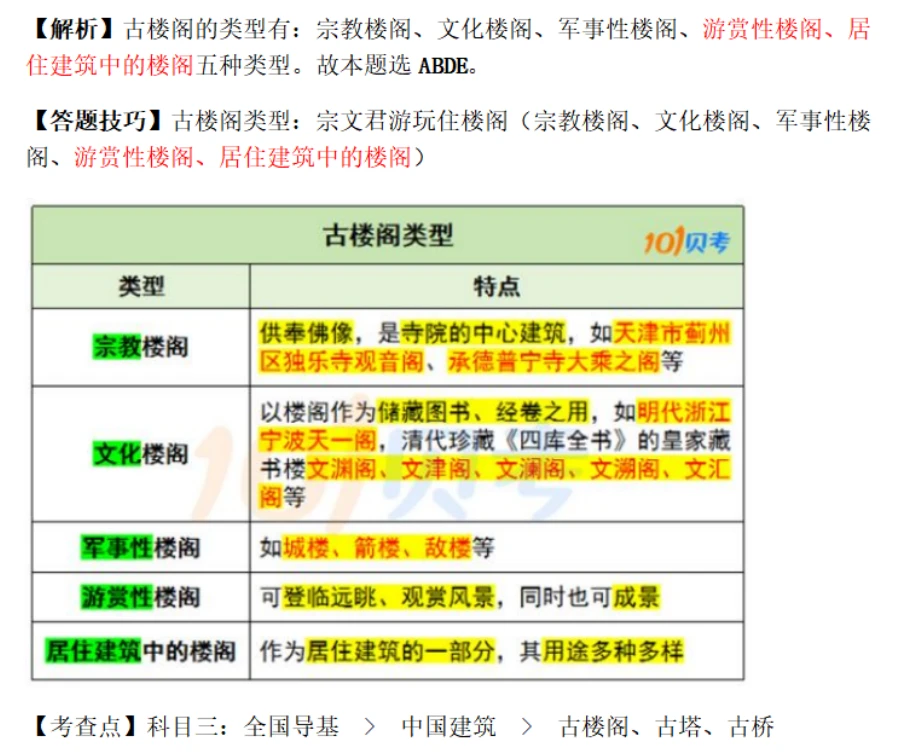 【解析】古楼阁的类型有：宗教楼阁、文化楼阁、军事性楼阁、游赏性楼阁、居
住建筑中的楼阁五种类型。故本题选 ABDE。
【答题技巧】古楼阁类型：宗文君游玩住楼阁（宗教楼阁、文化楼阁、军事性楼
阁、游赏性楼阁、居住建筑中的楼阁）
古楼阁类型
101贝考
类型
特点
宗教楼阁
供奉佛像，是寺院的中心建筑，如天津市蓟州
区独乐寺观音阁、承德普宁寺大乘之阁等
文化楼阁
以楼阁作为储藏图书、经卷之用，如明代浙江
宁波天一阁，清代珍藏《四库全书》的皇家藏
书楼文渊阁、文津阁、文澜阁、文溯阁、文汇
阁等
101贝考
军事性楼阁
如城楼、箭楼、敌楼等
游赏性楼阁
可登临远眺、观赏风景，同时也可成景
居住建筑中的楼阁
作为居住建筑的一部分，其用途多种多样
【考查点】科目三：全国导基 > 中国建筑 > 古楼阁、古塔、古桥